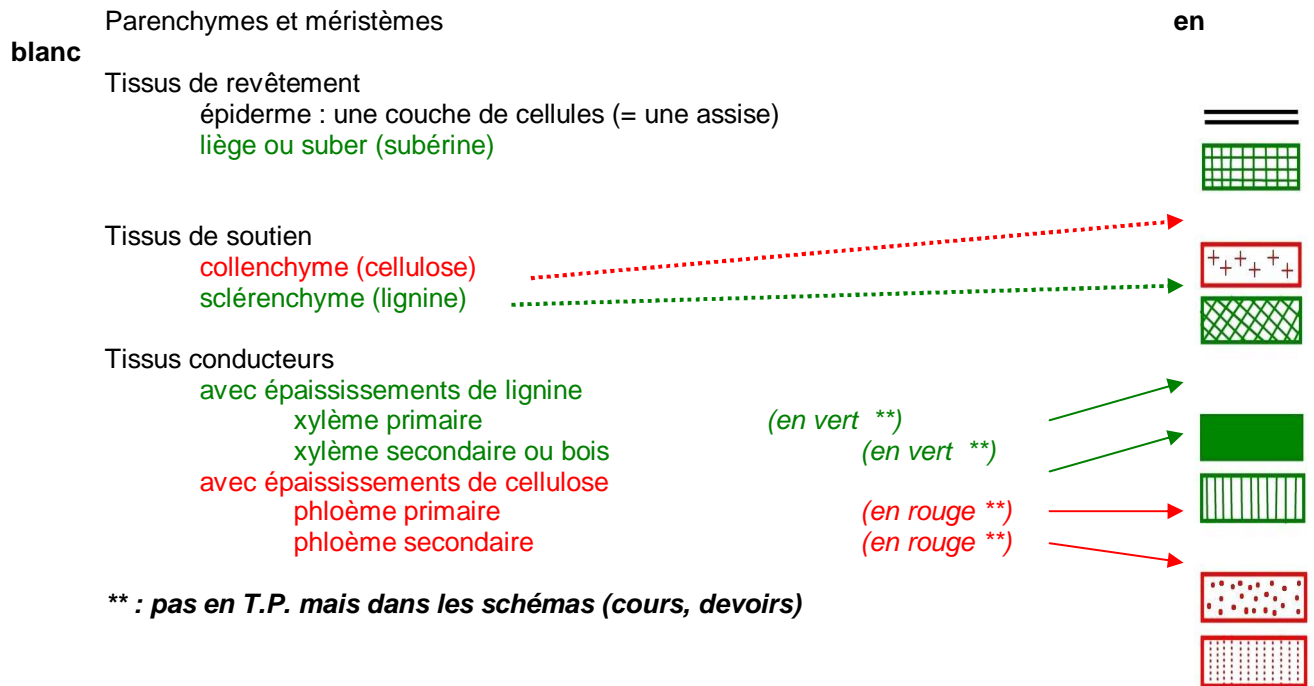 Parenchymes et méristèmes en
blanc
Tissus de revêtement
épiderme : une couche de cellules (= une assise)
liège ou suber (subérine)
Tissus de soutien
collenchyme (cellulose)
sclérenchyme (lignine)
Tissus conducteurs
avec épaississements de lignine
xylème primaire (en vert **)
xylème secondaire ou bois (en vert **)
avec épaississements de cellulose
phloème primaire (en rouge **)
phloème secondaire (en rouge **)
** : pas en T.P. mais dans les schémas (cours, devoirs)